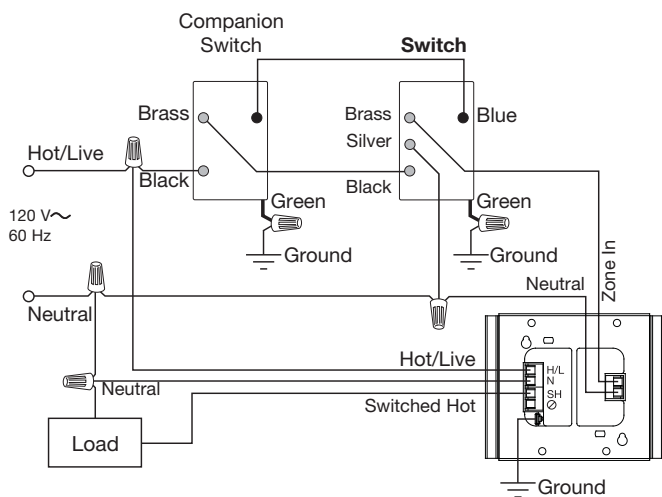 Companion
Switch
Switch
Brass
Brass
Blue
Silver
Hot/Live
Black
Black
Green
Green
120 V~
60 Hz
Ground
Ground
Zone In
Neutral
Neutral
Hot/Live
H/L
Neutral
N
Switched Hot
SH
Load
Ground